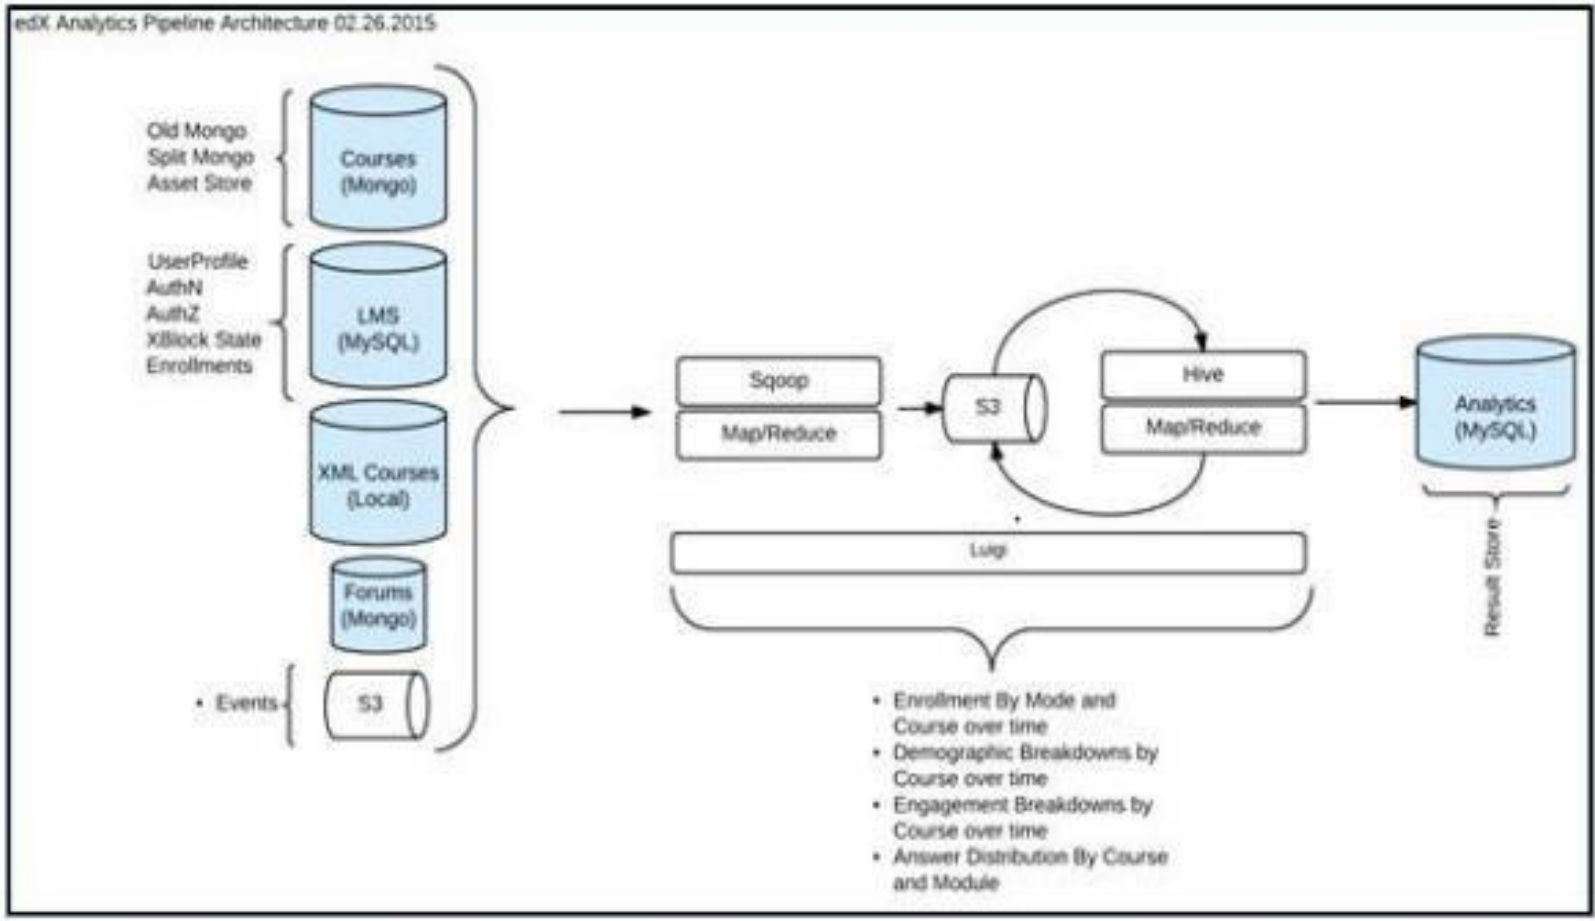 edX Analytics Pipeline Architecture 02.26.2015
Old Mongo
Split Mongo
Asset Store
Courses
(Mongo)
UserProfile
AuthN
AuthZ
XBlock State
Enrollments
LMS
(MySQL)
XML Courses
(Local)
Forums
(Mongo)
• Events
S3
Sqoop
Map/Reduce
S3
Hive
Map/Reduce
Analytics
(MySQL)
Result Store
Luigi
• Enrollment By Mode and
Course over time
• Demographic Breakdowns by
Course over time
• Engagement Breakdowns by
Course over time
• Answer Distribution By Course
and Module